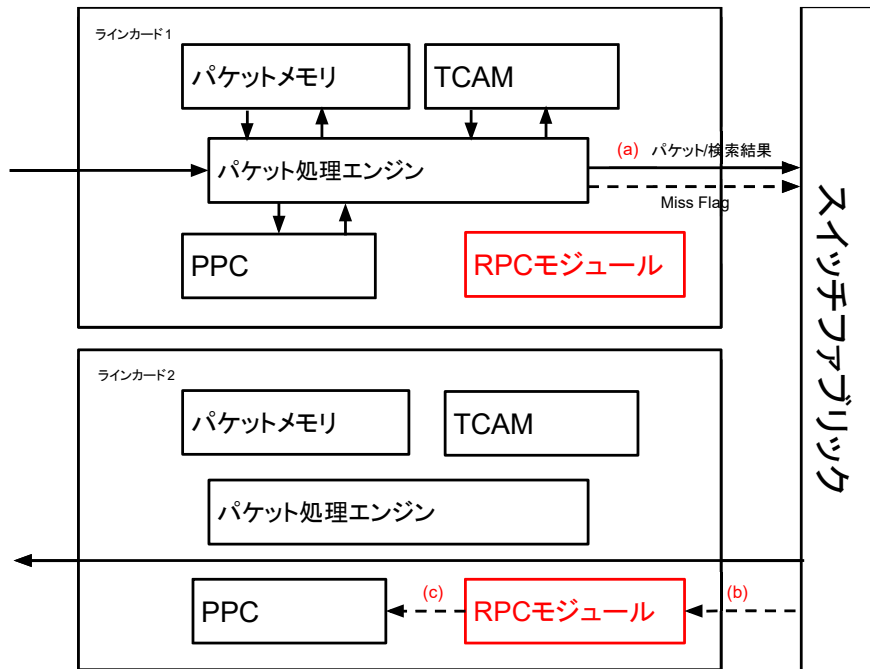 ラインカード1
パケットメモリ
TCAM
パケット処理エンジン
(a) パケット/検索結果
Miss Flag
PPC
RPCモジュール
スイッチファブリック
ラインカード2
パケットメモリ
TCAM
パケット処理エンジン
PPC
(c)
RPCモジュール
(b)